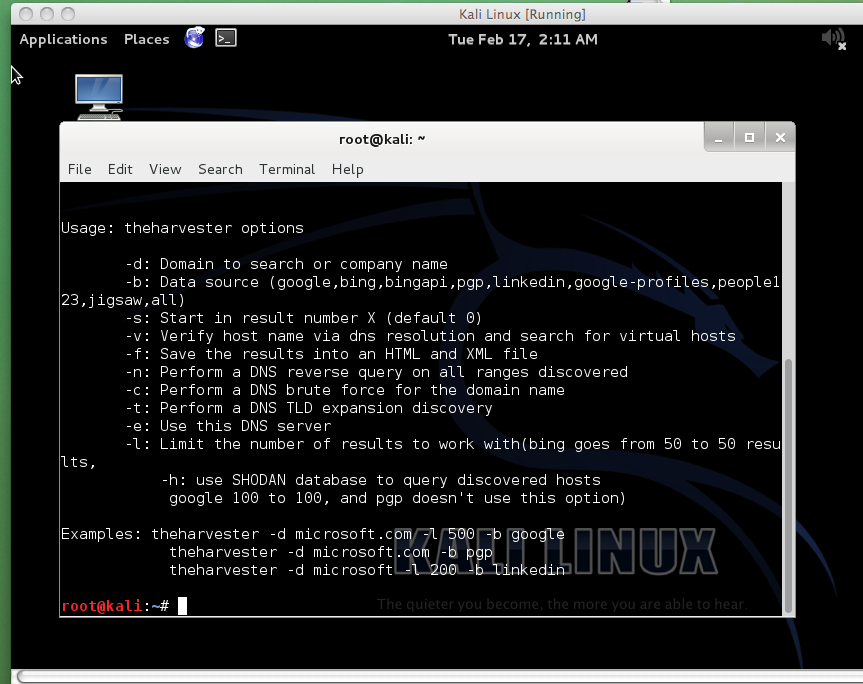 Kali Linux [Running]
Applications Places Tue Feb 17, 2:11 AM
root@kali: ~
File Edit View Search Terminal Help
Usage: theharvester options
-d: Domain to search or company name
-b: Data source (google,bing,bingapi,pgp,linkedin,google-profiles,people1
23,jigsaw,all)
-s: Start in result number X (default 0)
-v: Verify host name via dns resolution and search for virtual hosts
-f: Save the results into an HTML and XML file
-n: Perform a DNS reverse query on all ranges discovered
-c: Perform a DNS brute force for the domain name
-t: Perform a DNS TLD expansion discovery
-e: Use this DNS server
-l: Limit the number of results to work with(bing goes from 50 to 50 resu
lts,
-h: use SHODAN database to query discovered hosts
google 100 to 100, and pgp doesn't use this option)
Examples: theharvester -d microsoft.com -l 500 -b google
theharvester -d microsoft.com -b pgp
theharvester -d microsoft -l 200 -b linkedin
KALI LINUX
root@kali:~#
The quieter you become, the more you are able to hear.